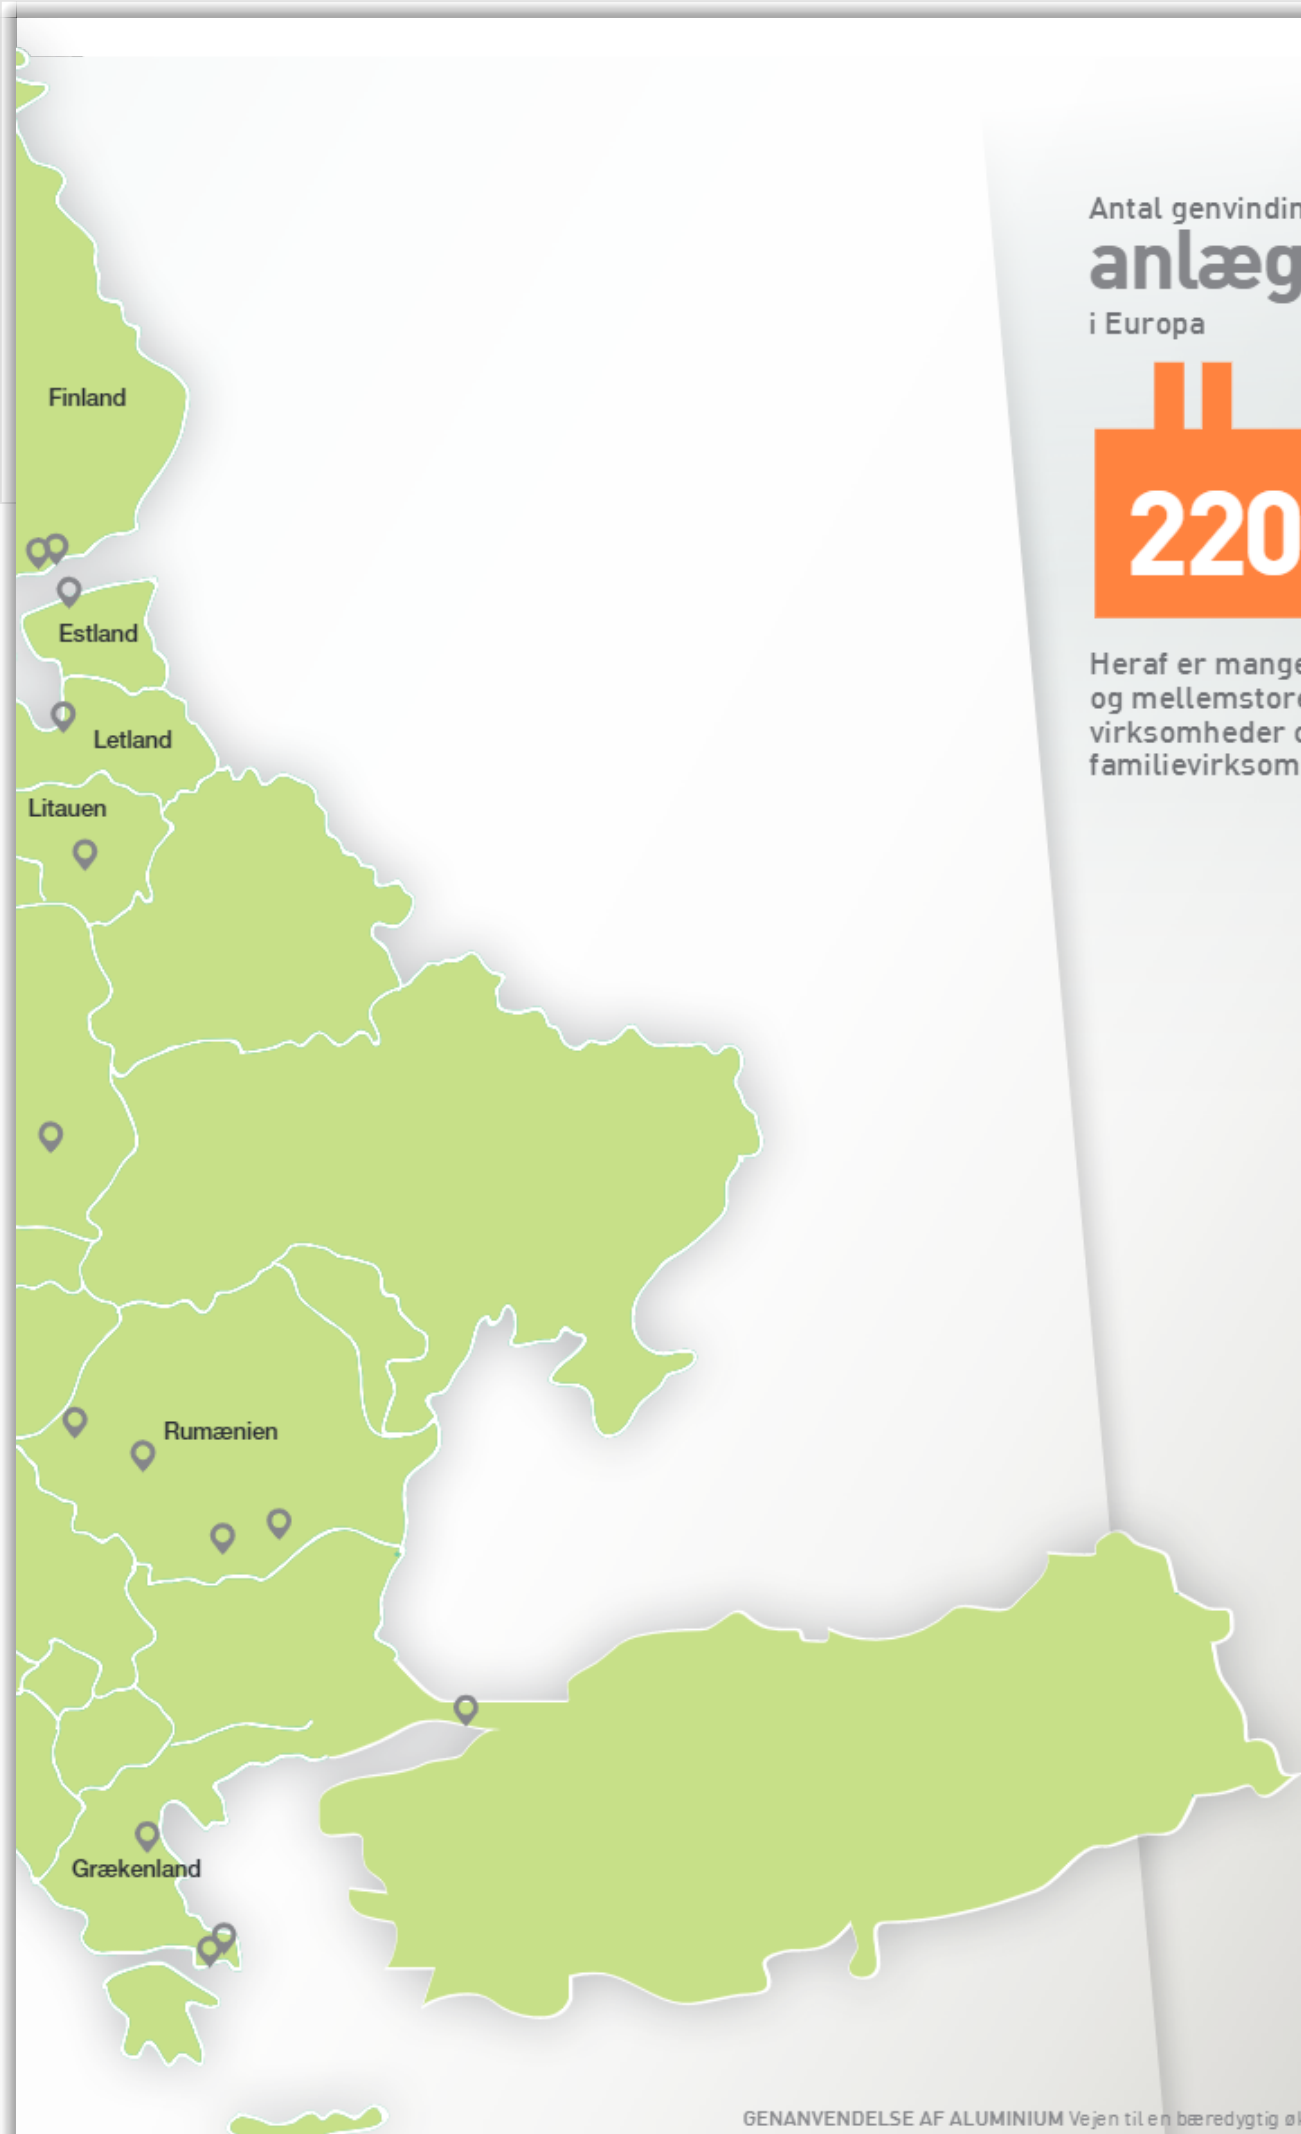 Antal genvindin
anlæg
i Europa
220
Heraf er mange
og mellemstore
virksomheder
familievirksom
Finland
Estland
Letland
Litauen
Rumænien
Grækenland
GENANVENDELSE AF ALUMINIUM Vejen til en bæredygtig øk